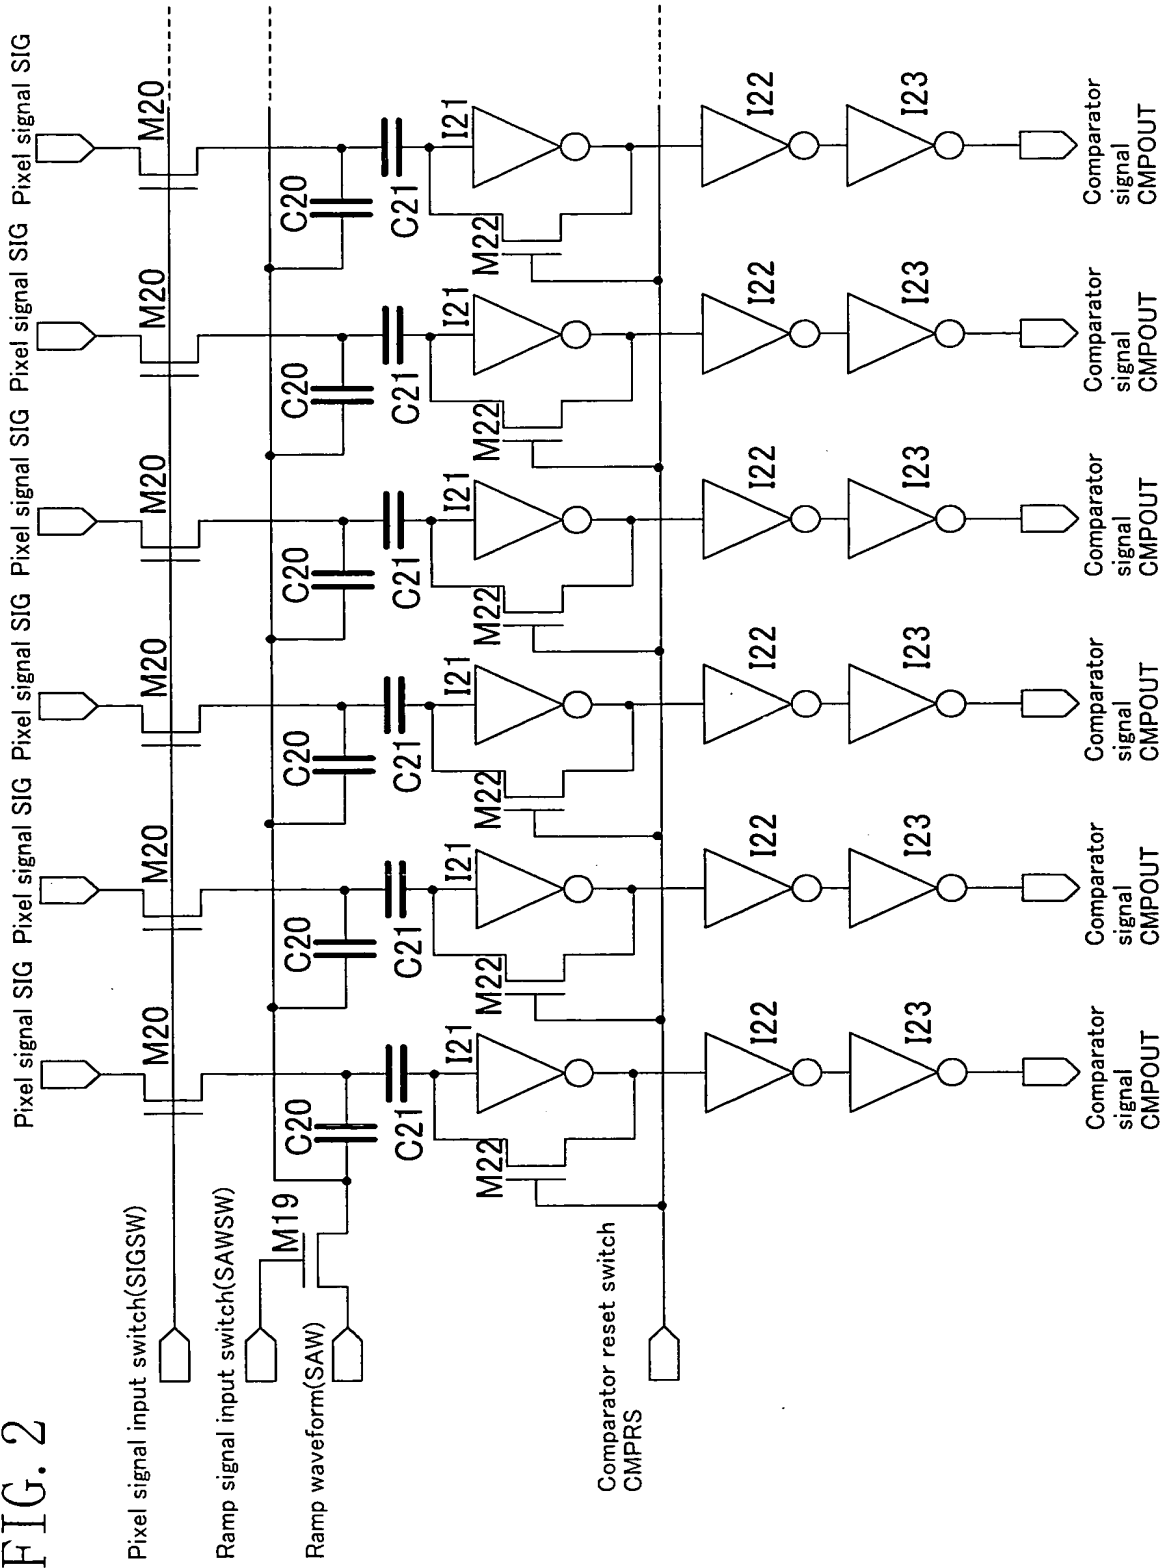 FIG. 2
Pixel signal SIG
Pixel signal SIG
Pixel signal SIG
Pixel signal SIG
Pixel signal SIG
Pixel signal SIG
Pixel signal input switch(SIGSW)
M20
M20
M20
M20
M20
M20
Ramp signal input switch(SAWSW)
M19
Ramp waveform(SAW)
C20
C20
C20
C20
C20
C20
C21
C21
C21
C21
C21
C21
I21
I21
I21
I21
I21
I21
M22
M22
M22
M22
M22
M22
Comparator reset switch
CMPRS
I22
I22
I22
I22
I22
I22
I23
I23
I23
I23
I23
I23
Comparator
signal
CMPOUT
Comparator
signal
CMPOUT
Comparator
signal
CMPOUT
Comparator
signal
CMPOUT
Comparator
signal
CMPOUT
Comparator
signal
CMPOUT